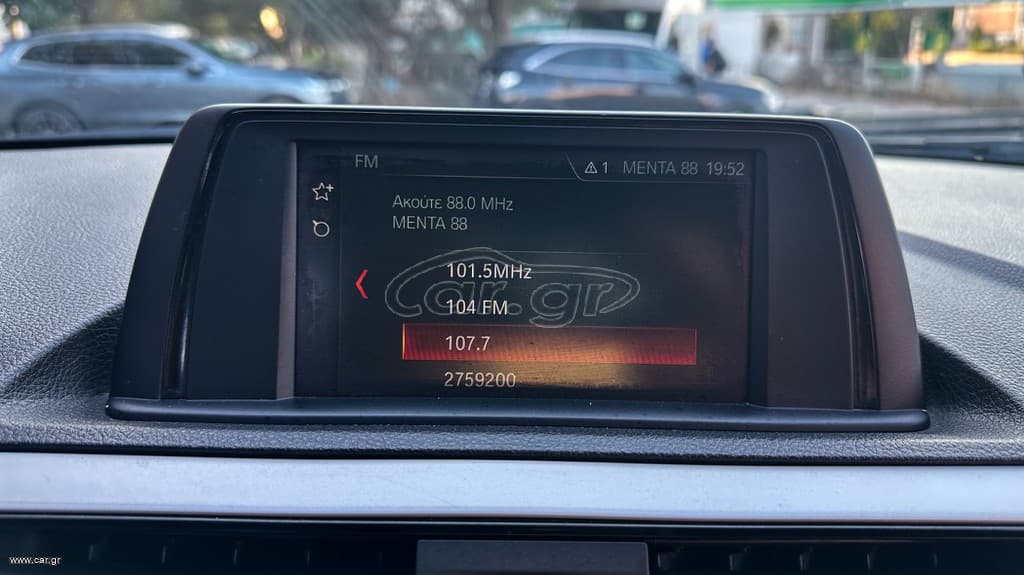 FM
1 MENTA 88 19:52
Ακούτε 88.0 MHz
MENTA 88
101.5MHz
104 FM
107.7
2759200
car.gr
www.car.gr